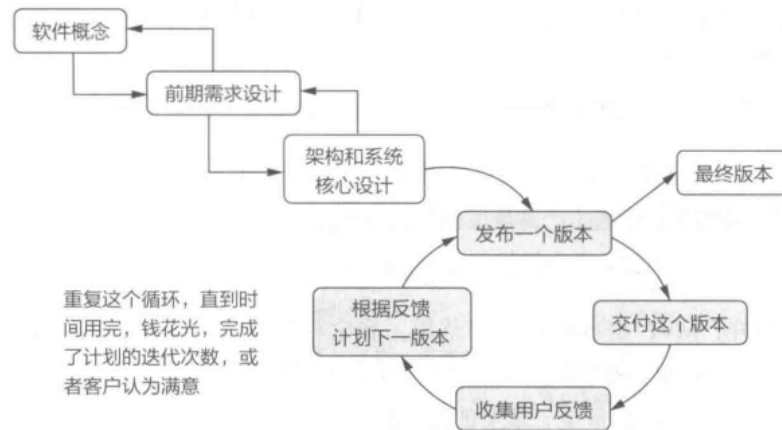 软件概念
前期需求设计
架构和系统
核心设计
最终版本
发布一个版本
重复这个循环，直到时
间用完，钱花光，完成
了计划的迭代次数，或
者客户认为满意
根据反馈
计划下一版本
交付这个版本
收集用户反馈